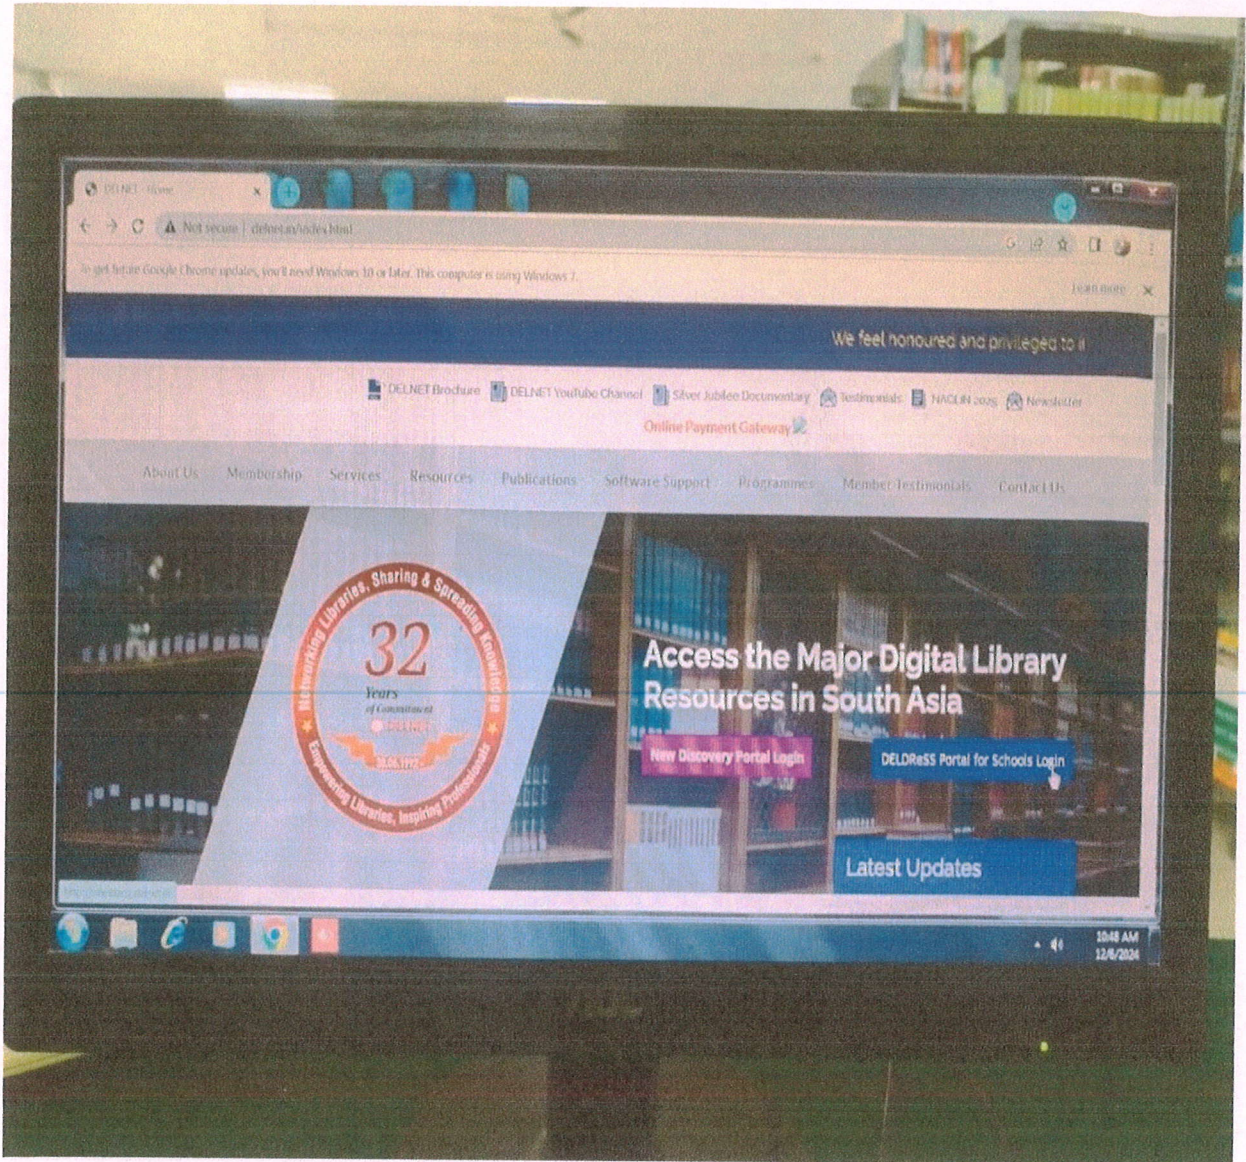 DELNET - Home
Not secure | delnet.in/index.html
To get future Google Chrome updates, you'll need Windows 10 or later. This computer is using Windows 7.
Learn more
We feel honoured and privileged to i
DELNET Brochure DELNET YouTube Channel Silver Jubilee Documentary Testimonials NACLIN 2025 Newsletter
Online Payment Gateway
About Us Membership Services Resources Publications Software Support Programmes Member Testimonials Contact Us
Networking Libraries, Sharing & Spreading Knowledge
32
Years
of Commitment
DELNET
30.06.1992
Empowering Libraries, Inspiring Professionals
Access the Major Digital Library
Resources in South Asia
New Discovery Portal Login DELDReSS Portal for Schools Login
Latest Updates
10:48 AM
12/6/2024